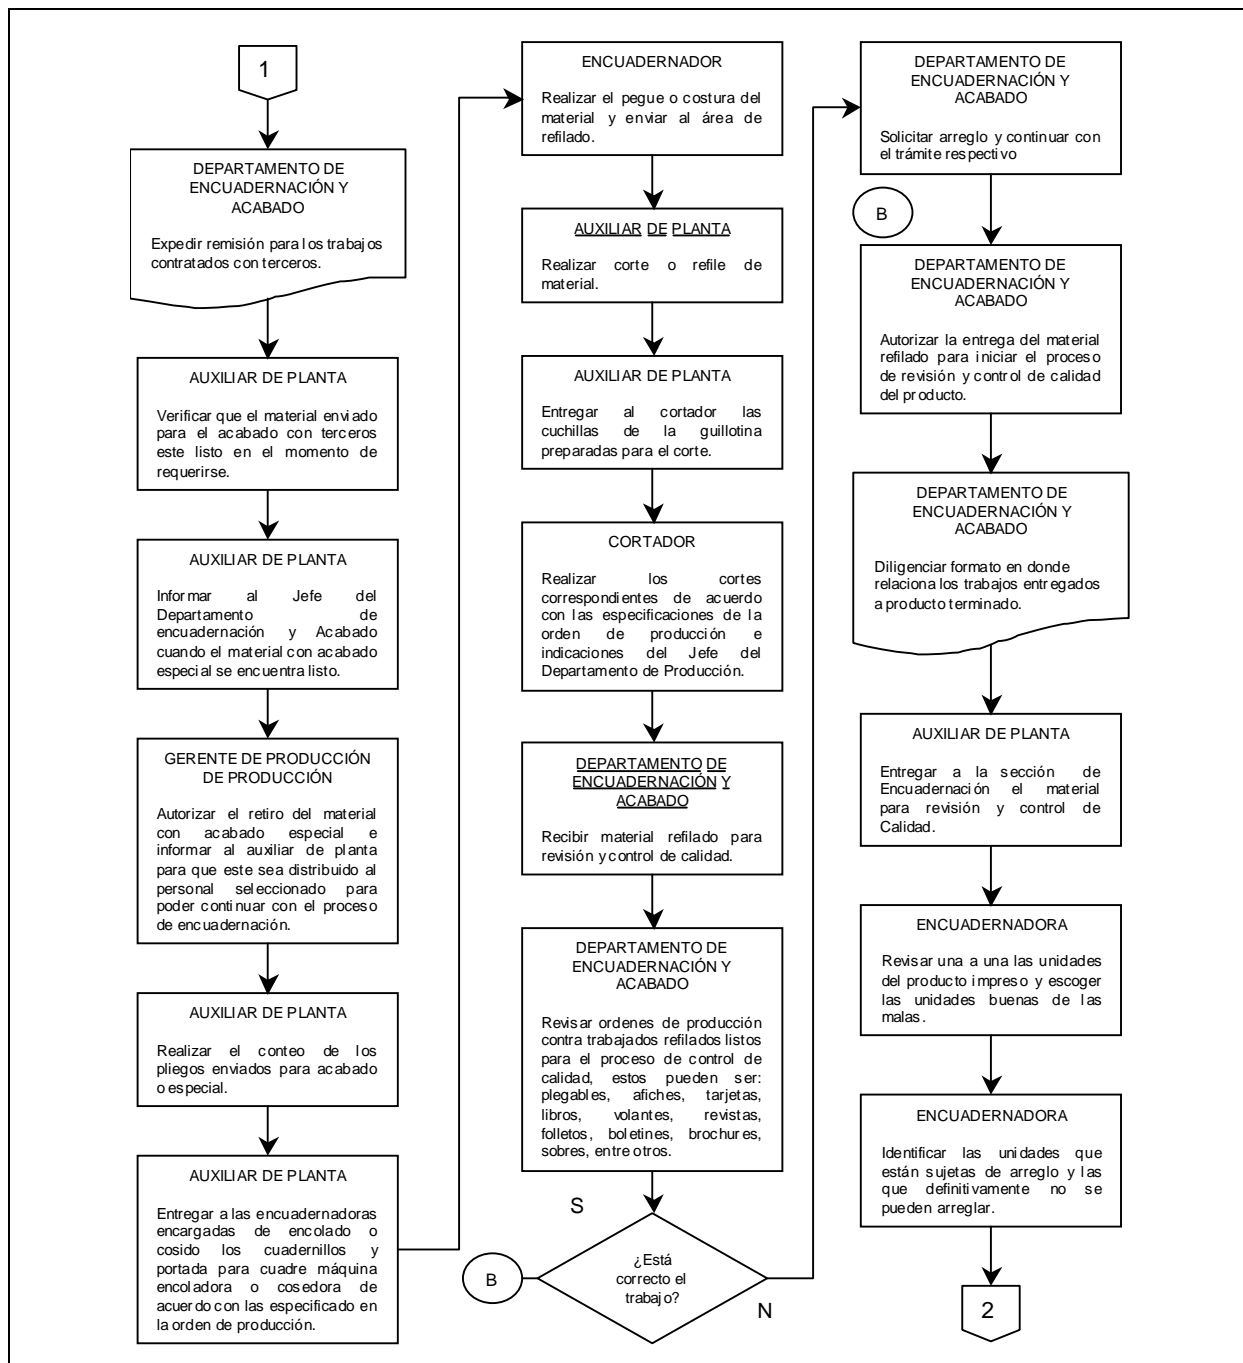 1
DEPARTAMENTO DE
ENCUADERNACIÓN Y
ACABADO
Expedir remisión para los trabajos
contratados con terceros.
AUXILIAR DE PLANTA
Verificar que el material enviado
para el acabado con terceros
este listo en el momento de
requerirse.
AUXILIAR DE PLANTA
Informar al Jefe del
Departamento de
encuadernación y Acabado
cuando el material con acabado
especial se encuentra listo.
GERENTE DE PRODUCCIÓN
DE PRODUCCIÓN
Autorizar el retiro del material
con acabado especial e
informar al auxiliar de planta
para que este sea distribuido al
personal seleccionado para
poder continuar con el proceso
de encuadernación.
AUXILIAR DE PLANTA
Realizar el conteo de los
pliegos enviados para acabado
o especial.
AUXILIAR DE PLANTA
Entregar a las encuadernadoras
encargadas de encolado o
cosido los cuadernillos y
portada para cuadre máquina
encoladora o cosedora de
acuerdo con las especificado en
la orden de producción.
ENCUADERNADOR
Realizar el pegue o costura del
material y enviar al área de
refilado.
AUXILIAR DE PLANTA
Realizar corte o refile de
material.
AUXILIAR DE PLANTA
Entregar al cortador las
cuchillas de la guillotina
preparadas para el corte.
CORTADOR
Realizar los cortes
correspondientes de acuerdo
con las especificaciones de la
orden de producción e
indicaciones del Jefe del
Departamento de Producción.
DEPARTAMENTO DE
ENCUADERNACIÓN Y
ACABADO
Recibir material refilado para
revisión y control de calidad.
DEPARTAMENTO DE
ENCUADERNACIÓN Y
ACABADO
Revisar ordenes de producción
contra trabajados refilados listos
para el proceso de control de
calidad, estos pueden ser:
plegables, afiches, tarjetas,
libros, volantes, revistas,
folletos, boletines, brochures,
sobres, entre otros.
S
¿Está
correcto el
trabajo?
B
N
DEPARTAMENTO DE
ENCUADERNACIÓN Y
ACABADO
Solicitar arreglo y continuar con
el trámite respectivo
B
DEPARTAMENTO DE
ENCUADERNACIÓN Y
ACABADO
Autorizar la entrega del material
refilado para iniciar el proceso
de revisión y control de calidad
del producto.
DEPARTAMENTO DE
ENCUADERNACIÓN Y
ACABADO
Diligenciar formato en donde
relaciona los trabajos entregados
a producto terminado.
AUXILIAR DE PLANTA
Entregar a la sección de
Encuadernación el material
para revisión y control de
Calidad.
ENCUADERNADORA
Revisar una a una las unidades
del producto impreso y escoger
las unidades buenas de las
malas.
ENCUADERNADORA
Identificar las unidades que
están sujetas de arreglo y las
que definitivamente no se
pueden arreglar.
2